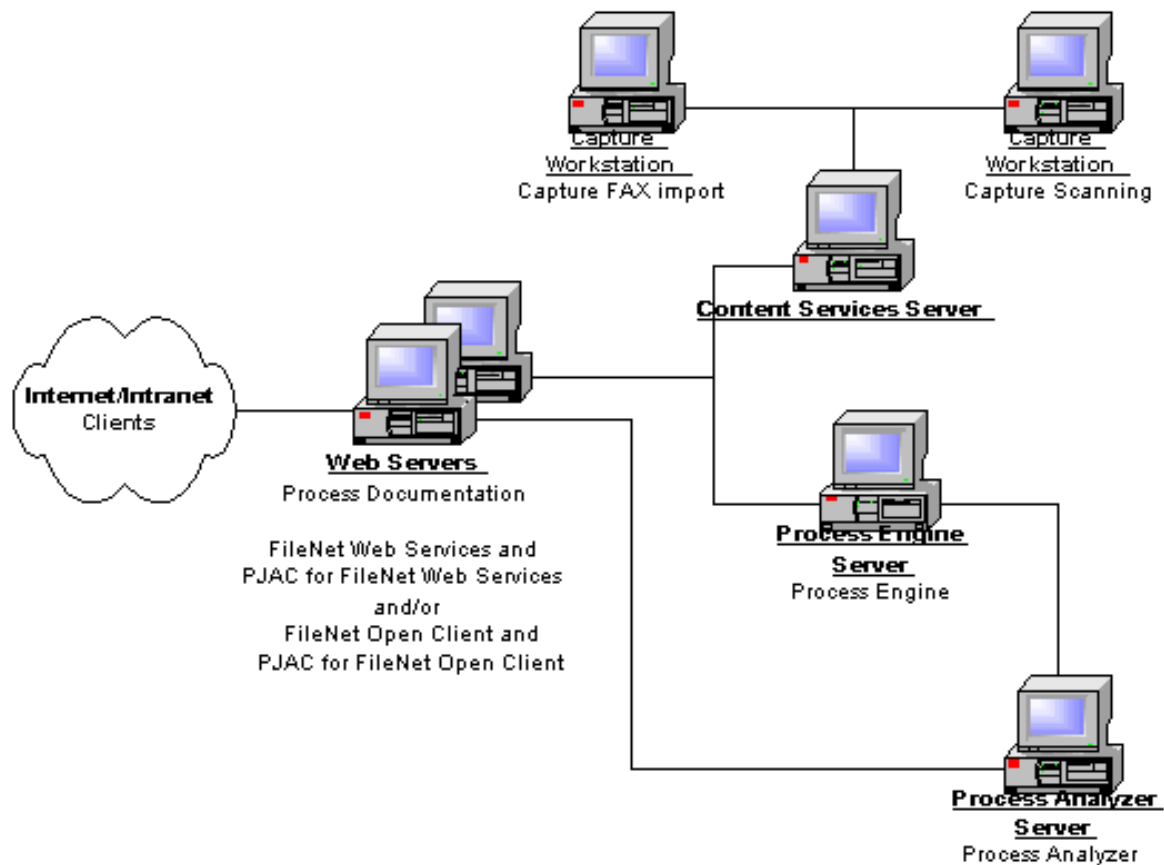 Capture
Workstation
Capture FAX import
Capture
Workstation
Capture Scanning
Content Services Server
Internet/Intranet
Clients
Web Servers
Process Documentation
FileNet Web Services and
PJAC for FileNet Web Services
and/or
FileNet Open Client and
PJAC for FileNet Open Client
Process Engine
Server
Process Engine
Process Analyzer
Server
Process Analyzer